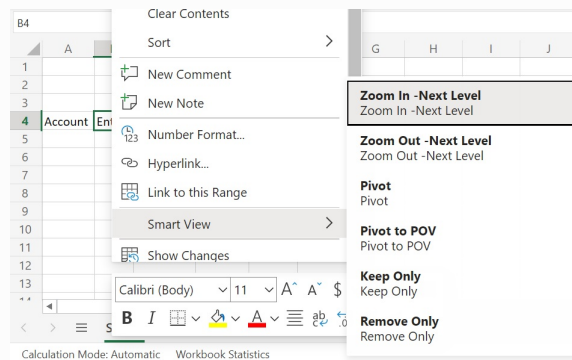 B4
Clear Contents
Sort
A
G H I J
1
New Comment
2
New Note
3
Zoom In -Next Level
Zoom In -Next Level
4 Account
Number Format...
5
Zoom Out -Next Level
Zoom Out -Next Level
6
Hyperlink...
7
Link to this Range
8
Pivot
Pivot
9
Smart View
10
Pivot to POV
Pivot to POV
11
Show Changes
12
Keep Only
Keep Only
13
Calibri (Body) 11 A A $
B I A ab
Remove Only
Remove Only
Calculation Mode: Automatic Workbook Statistics